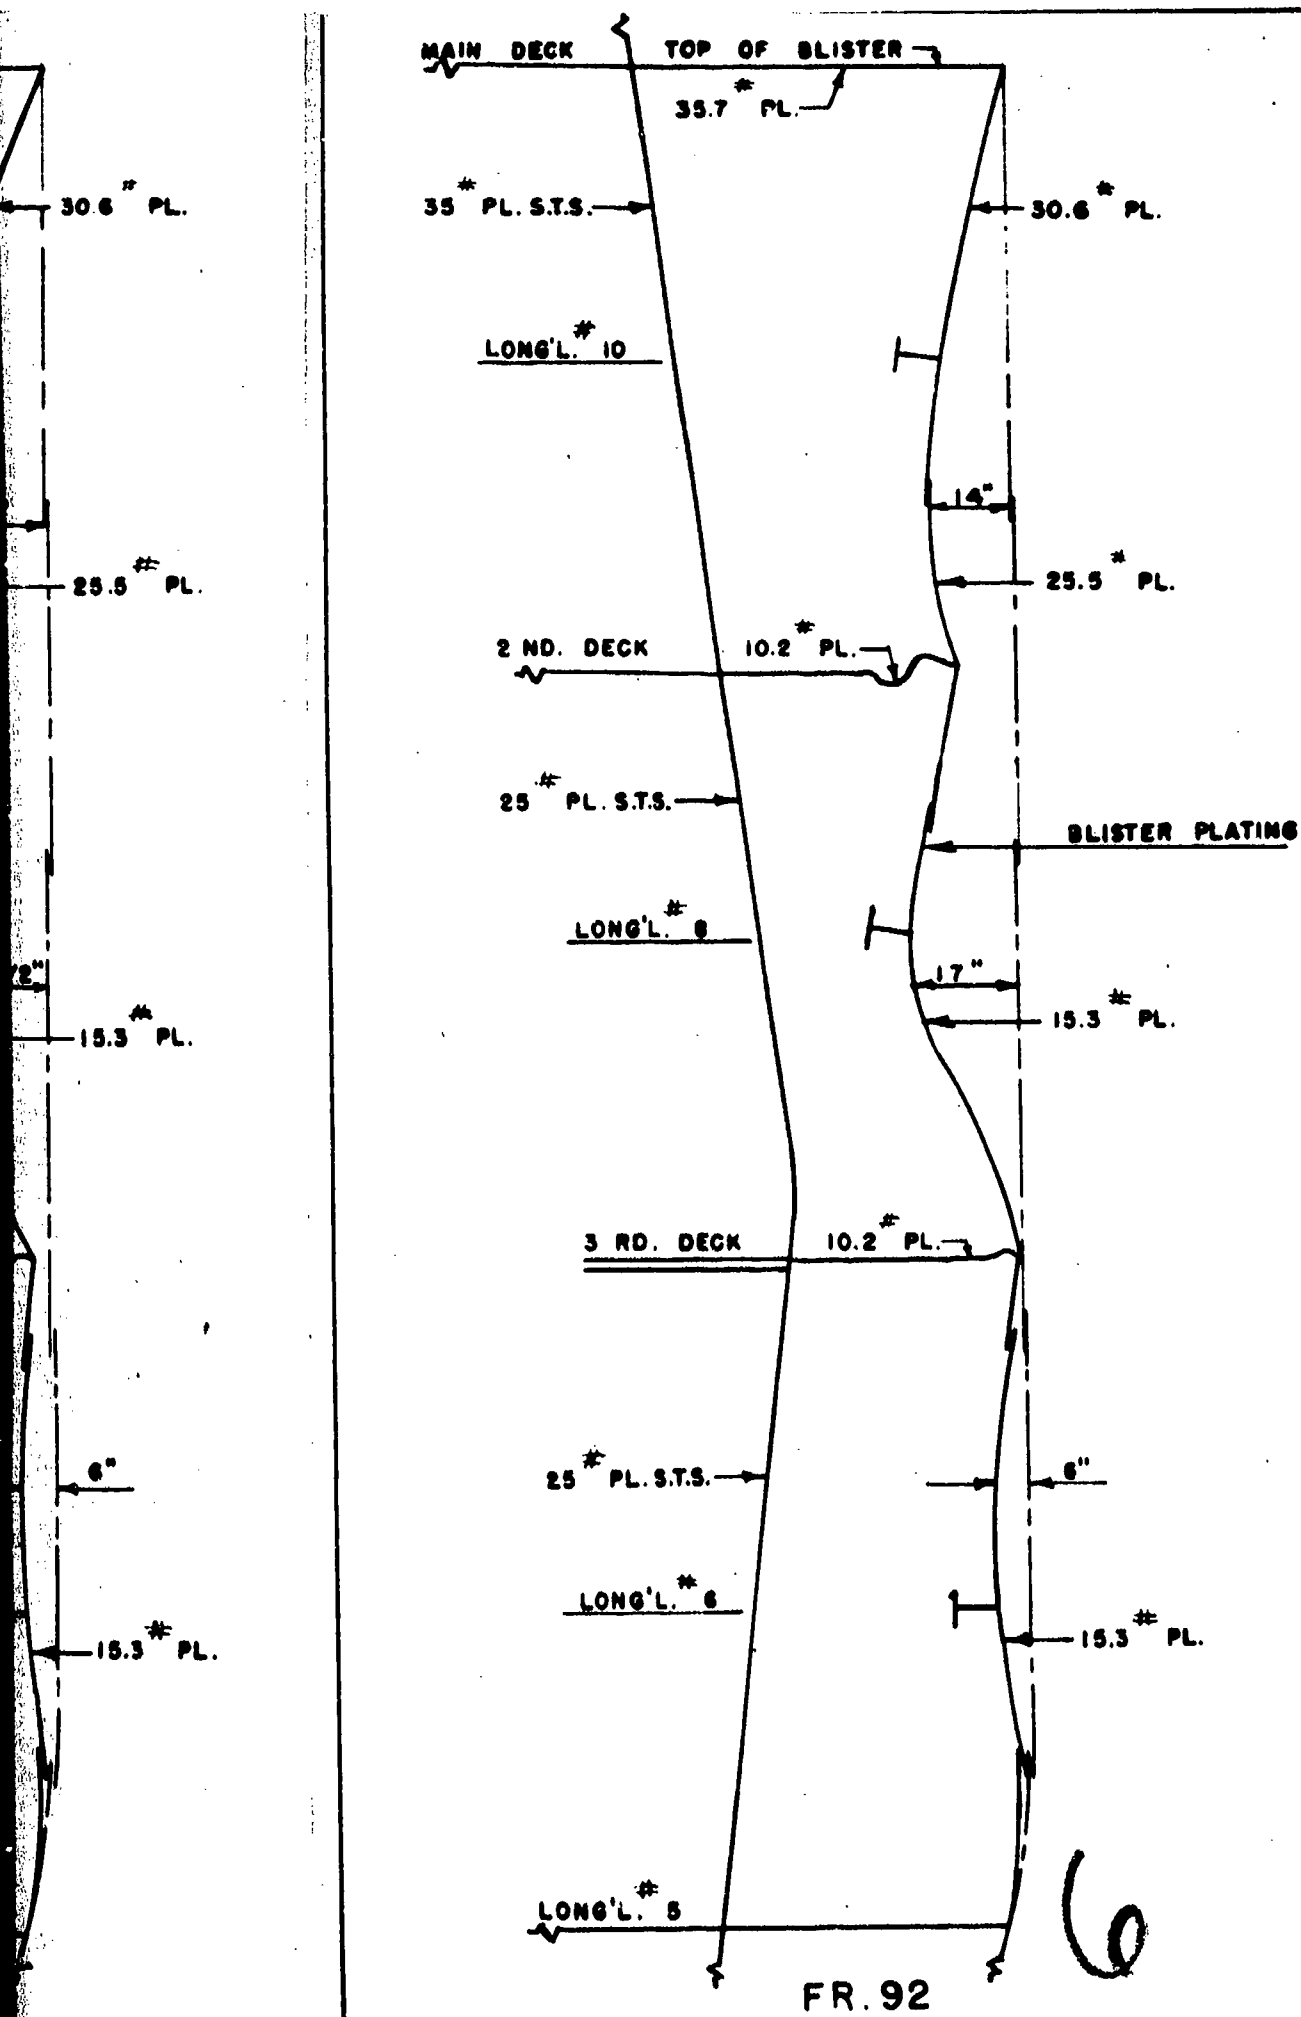 30.6 # PL.
25.5 # PL.
/2"
15.3 # PL.
6"
15.3 # PL.
MAIN DECK TOP OF BLISTER
35.7 # PL.
35 # PL. S.T.S.
30.6 # PL.
LONG'L. # 10
14"
25.5 # PL.
2 ND. DECK 10.2 # PL.
25 # PL. S.T.S.
BLISTER PLATING
LONG'L. # 8
17"
15.3 # PL.
3 RD. DECK 10.2 # PL.
25 # PL. S.T.S.
6"
LONG'L. # 6
15.3 # PL.
LONG'L. # 5
6
FR. 92